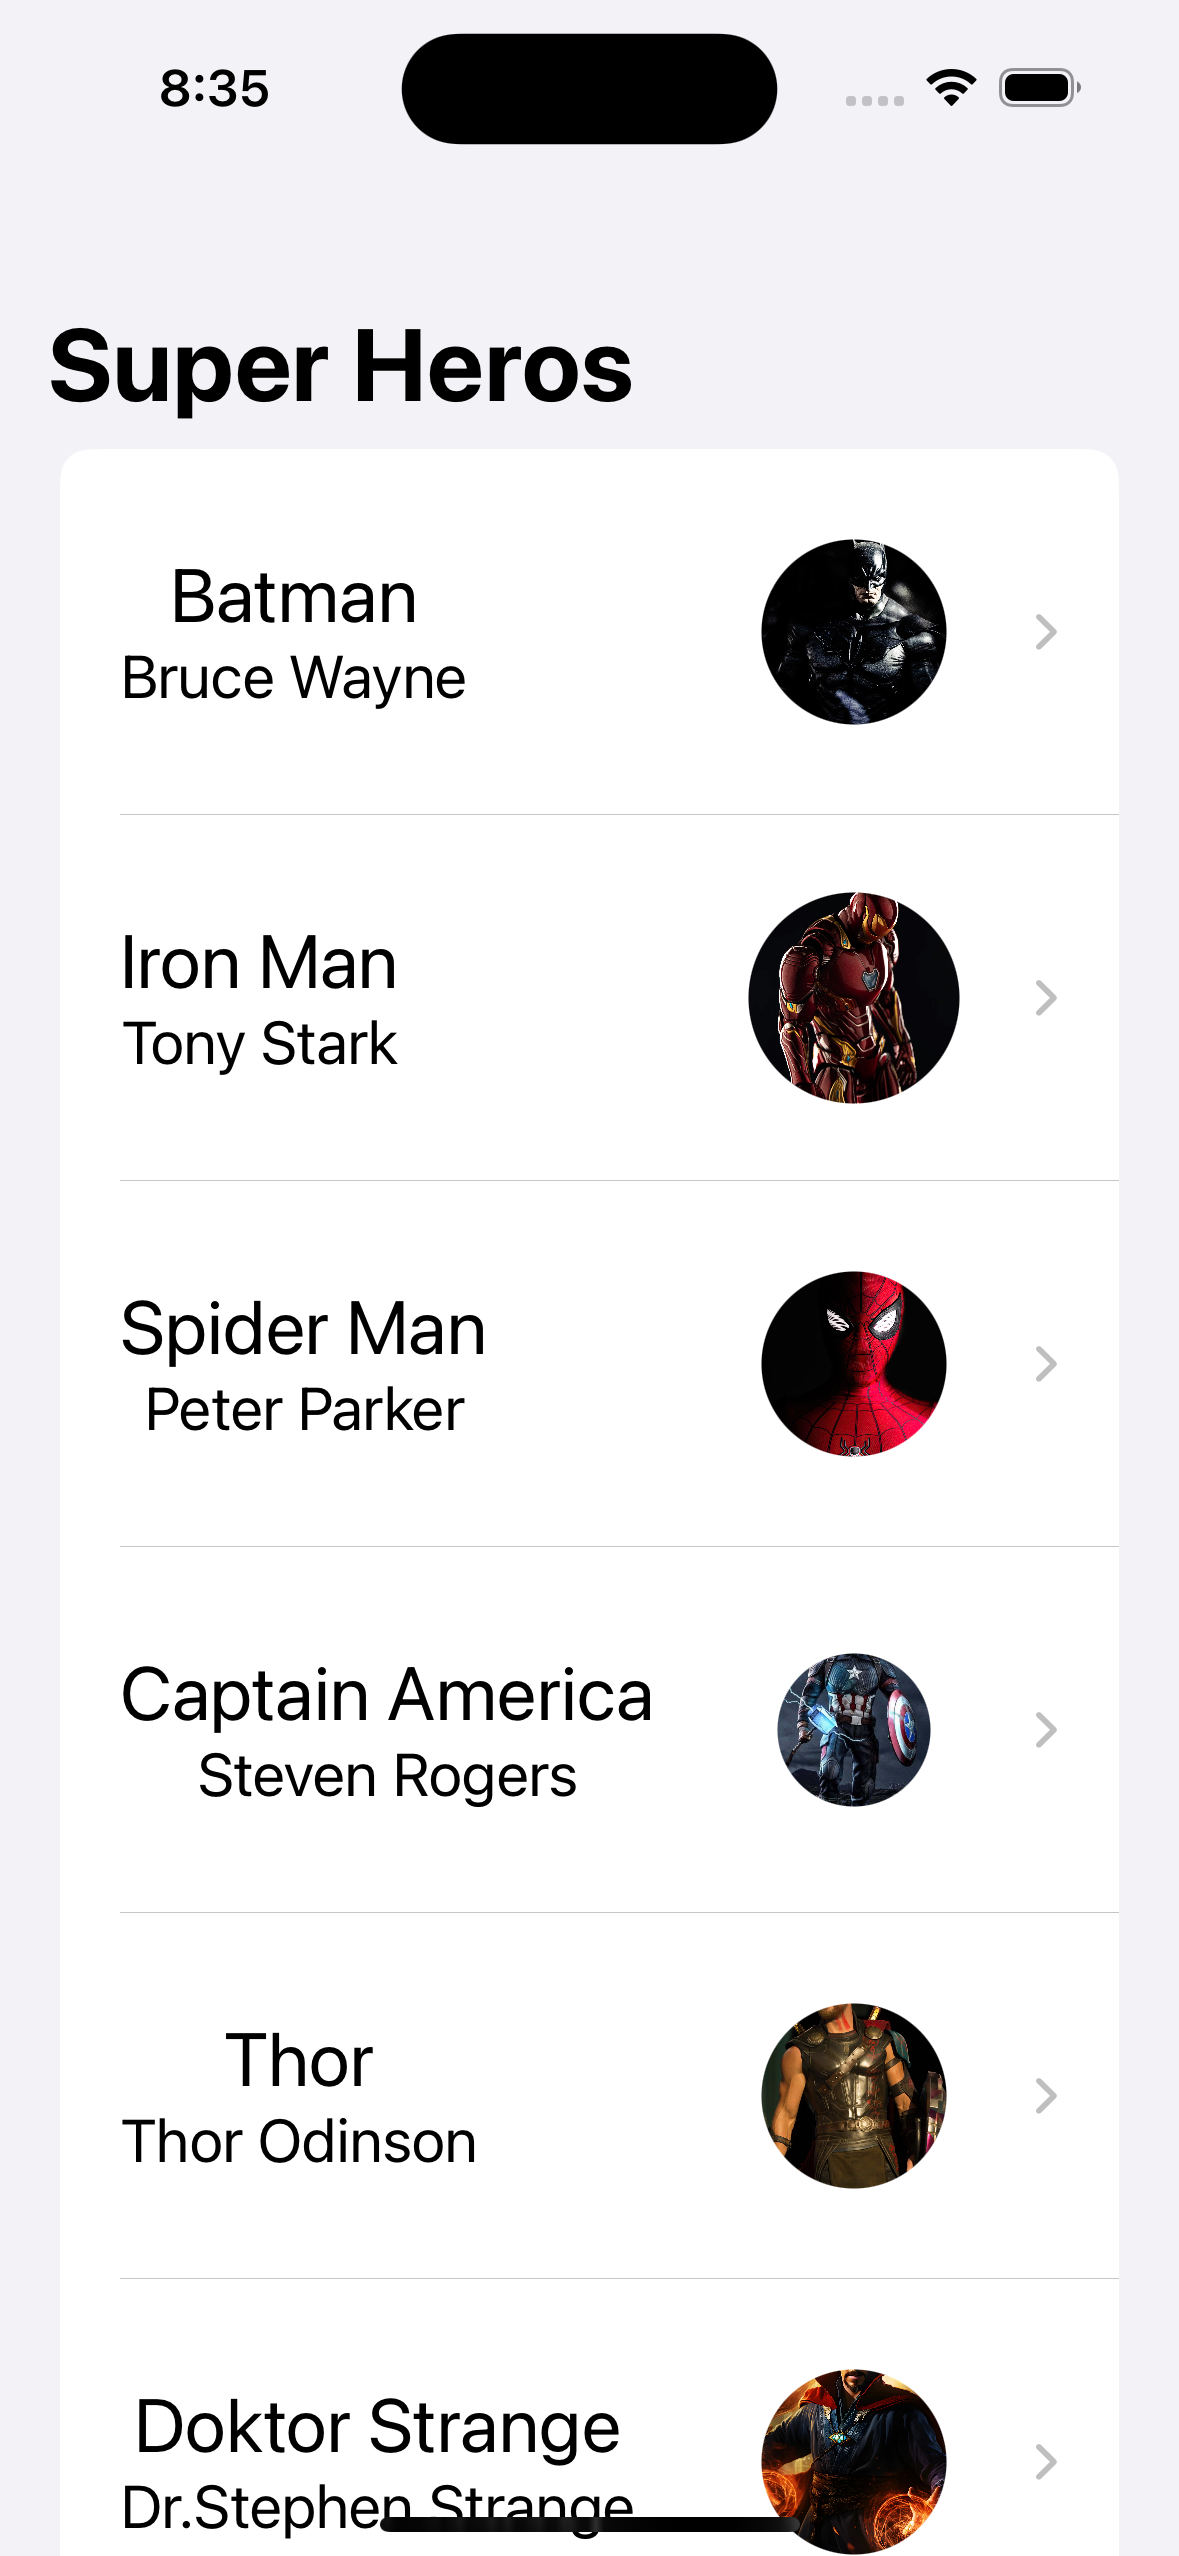 8:35
Super Heros
Batman
Bruce Wayne
Iron Man
Tony Stark
Spider Man
Peter Parker
Captain America
Steven Rogers
Thor
Thor Odinson
Doktor Strange
Dr.Stephen Strange